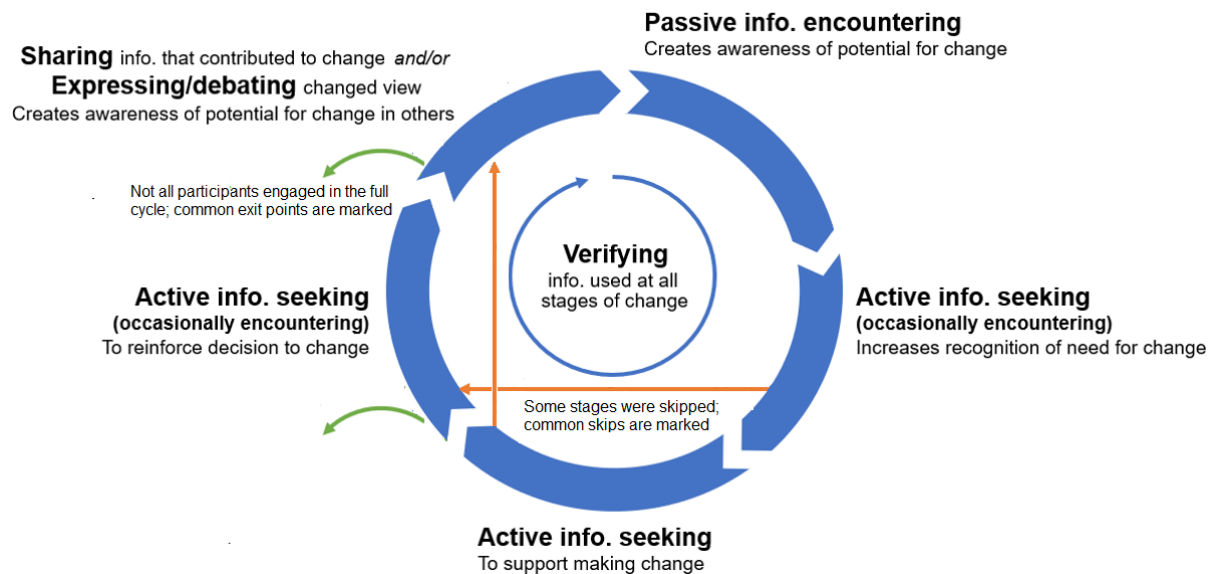 Passive info. encountering
Creates awareness of potential for change
Sharing info. that contributed to change and/or
Expressing/debating changed view
Creates awareness of potential for change in others
Not all participants engaged in the full
cycle; common exit points are marked
Verifying
info. used at all
stages of change
Active info. seeking
(occasionally encountering)
To reinforce decision to change
Active info. seeking
(occasionally encountering)
Increases recognition of need for change
Some stages were skipped;
common skips are marked
Active info. seeking
To support making change